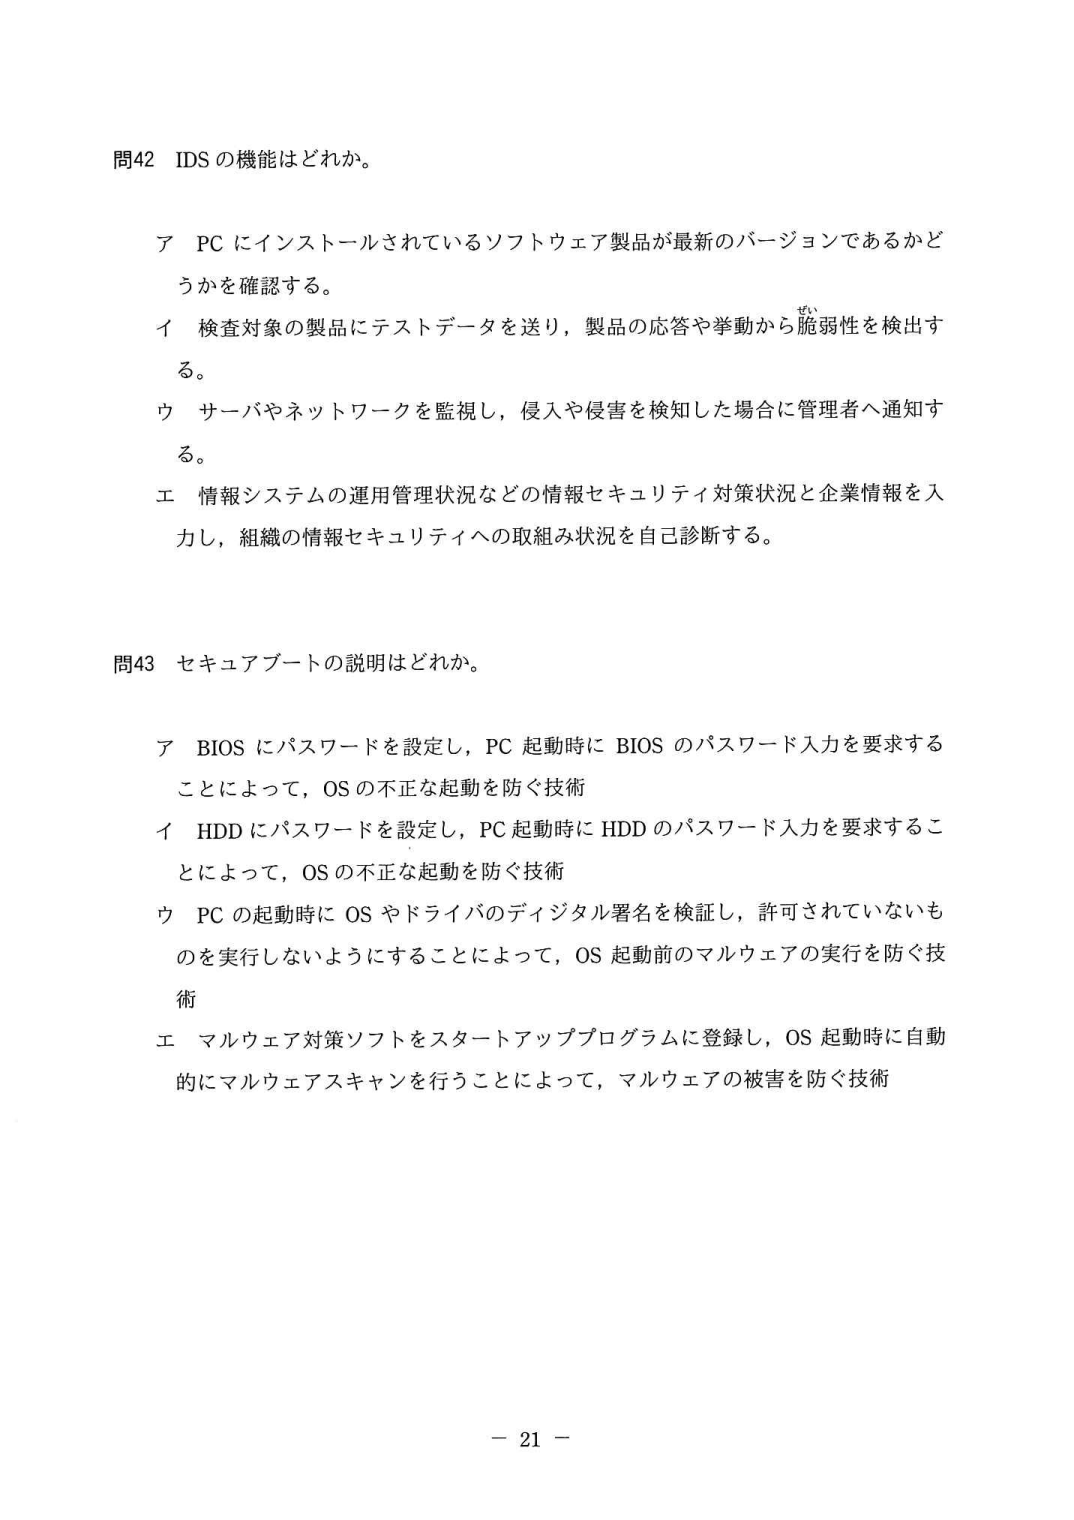 問42　IDS の機能はどれか。
ア　PC にインストールされているソフトウェア製品が最新のバージョンであるかど
うかを確認する。
イ　検査対象の製品にテストデータを送り，製品の応答や挙動から脆弱性を検出す
る。
ウ　サーバやネットワークを監視し，侵入や侵害を検知した場合に管理者へ通知す
る。
エ　情報システムの運用管理状況などの情報セキュリティ対策状況と企業情報を入
力し，組織の情報セキュリティへの取組み状況を自己診断する。
問43　セキュアブートの説明はどれか。
ア　BIOS にパスワードを設定し，PC 起動時に BIOS のパスワード入力を要求する
ことによって，OS の不正な起動を防ぐ技術
イ　HDD にパスワードを設定し，PC 起動時に HDD のパスワード入力を要求するこ
とによって，OS の不正な起動を防ぐ技術
ウ　PC の起動時に OS やドライバのディジタル署名を検証し，許可されていないも
のを実行しないようにすることによって，OS 起動前のマルウェアの実行を防ぐ技
術
エ　マルウェア対策ソフトをスタートアッププログラムに登録し，OS 起動時に自動
的にマルウェアスキャンを行うことによって，マルウェアの被害を防ぐ技術
－ 21 －